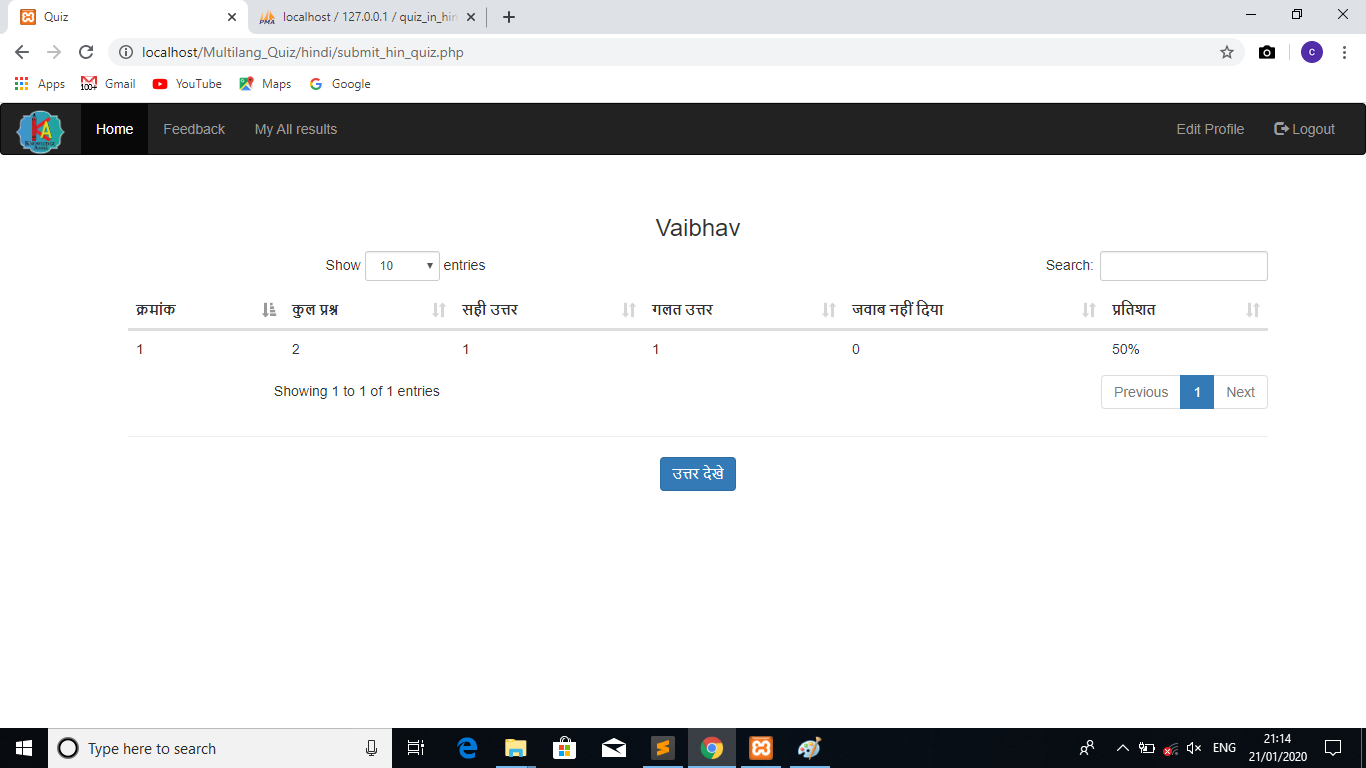 Quiz
localhost / 127.0.0.1 / quiz_in_hin
localhost/Multilang_Quiz/hindi/submit_hin_quiz.php
c
Apps Gmail YouTube Maps Google
100+
KA
Home Feedback My All results Edit Profile Logout
Vaibhav
Show 10 entries Search:
क्रमांक कुल प्रश्न सही उत्तर गलत उत्तर जवाब नहीं दिया प्रतिशत
1 2 1 1 0 50%
Showing 1 to 1 of 1 entries Previous 1 Next
उत्तर देखे
Type here to search
ENG
21:14
21/01/2020